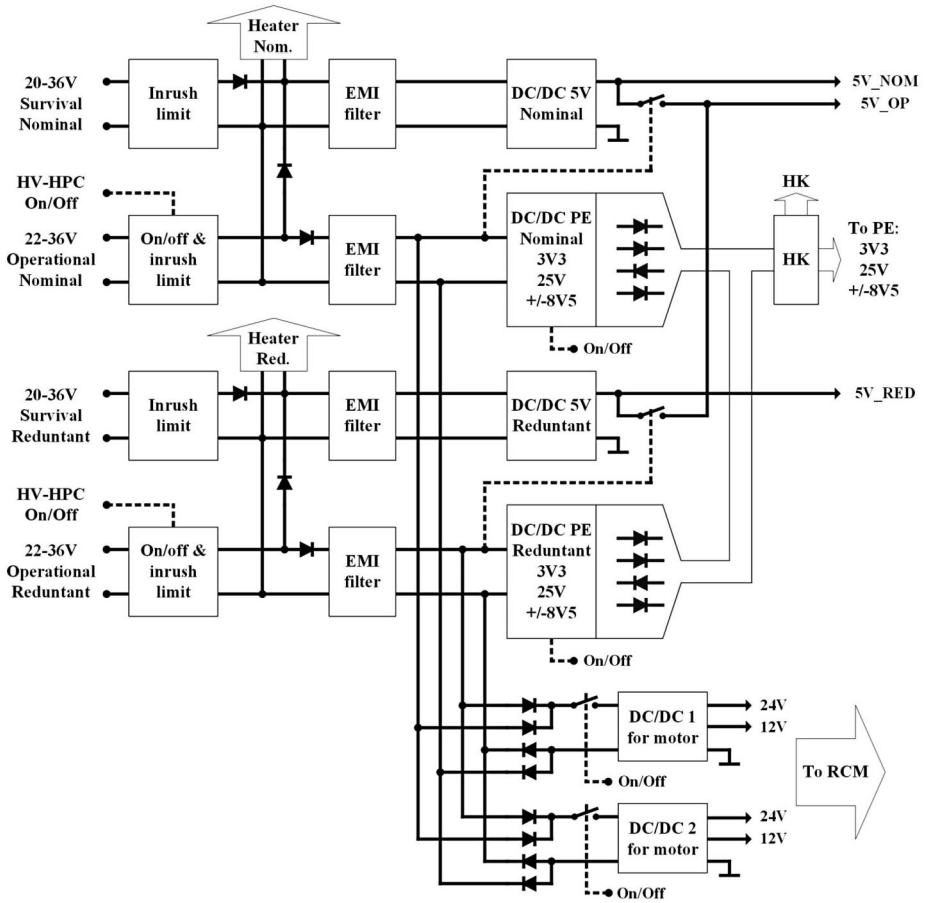 Heater
Nom.
20-36V
Survival
Nominal
Inrush
limit
EMI
filter
DC/DC 5V
Nominal
5V_NOM
5V_OP
HV-HPC
On/Off
22-36V
Operational
Nominal
On/off &
inrush
limit
EMI
filter
DC/DC PE
Nominal
3V3
25V
+/-8V5
On/Off
HK
HK
To PE:
3V3
25V
+/-8V5
Heater
Red.
20-36V
Survival
Reduntant
Inrush
limit
EMI
filter
DC/DC 5V
Reduntant
5V_RED
HV-HPC
On/Off
22-36V
Operational
Reduntant
On/off &
inrush
limit
EMI
filter
DC/DC PE
Reduntant
3V3
25V
+/-8V5
On/Off
DC/DC 1
for motor
24V
12V
On/Off
To RCM
DC/DC 2
for motor
24V
12V
On/Off